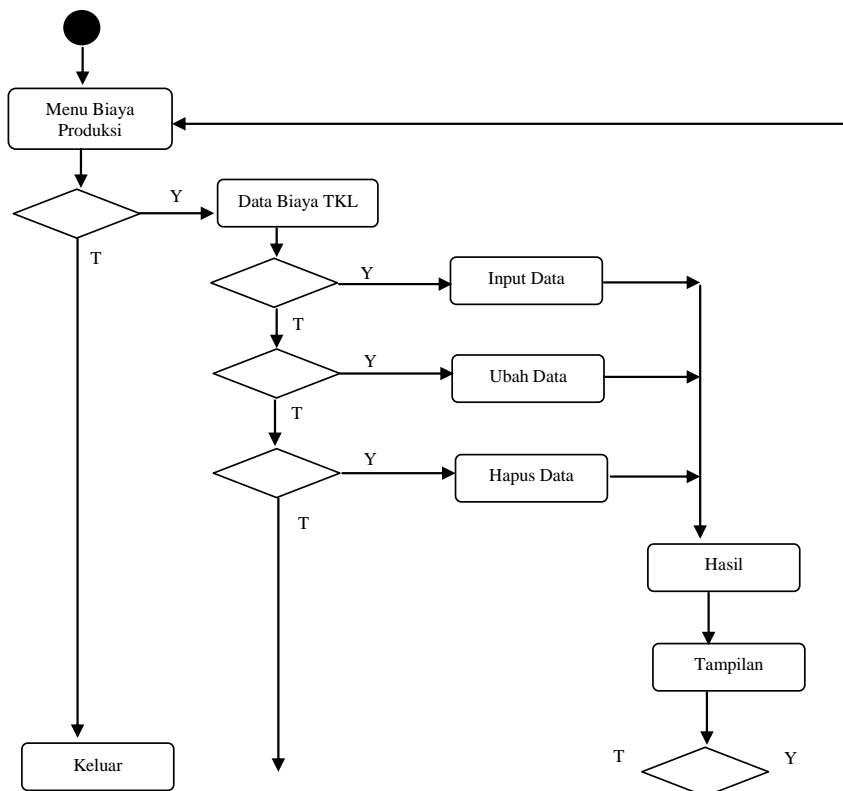 Menu Biaya
Produksi
Y
Data Biaya TKL
T
Y
Input Data
T
Y
Ubah Data
T
Y
Hapus Data
T
Hasil
Tampilan
Keluar
T
Y